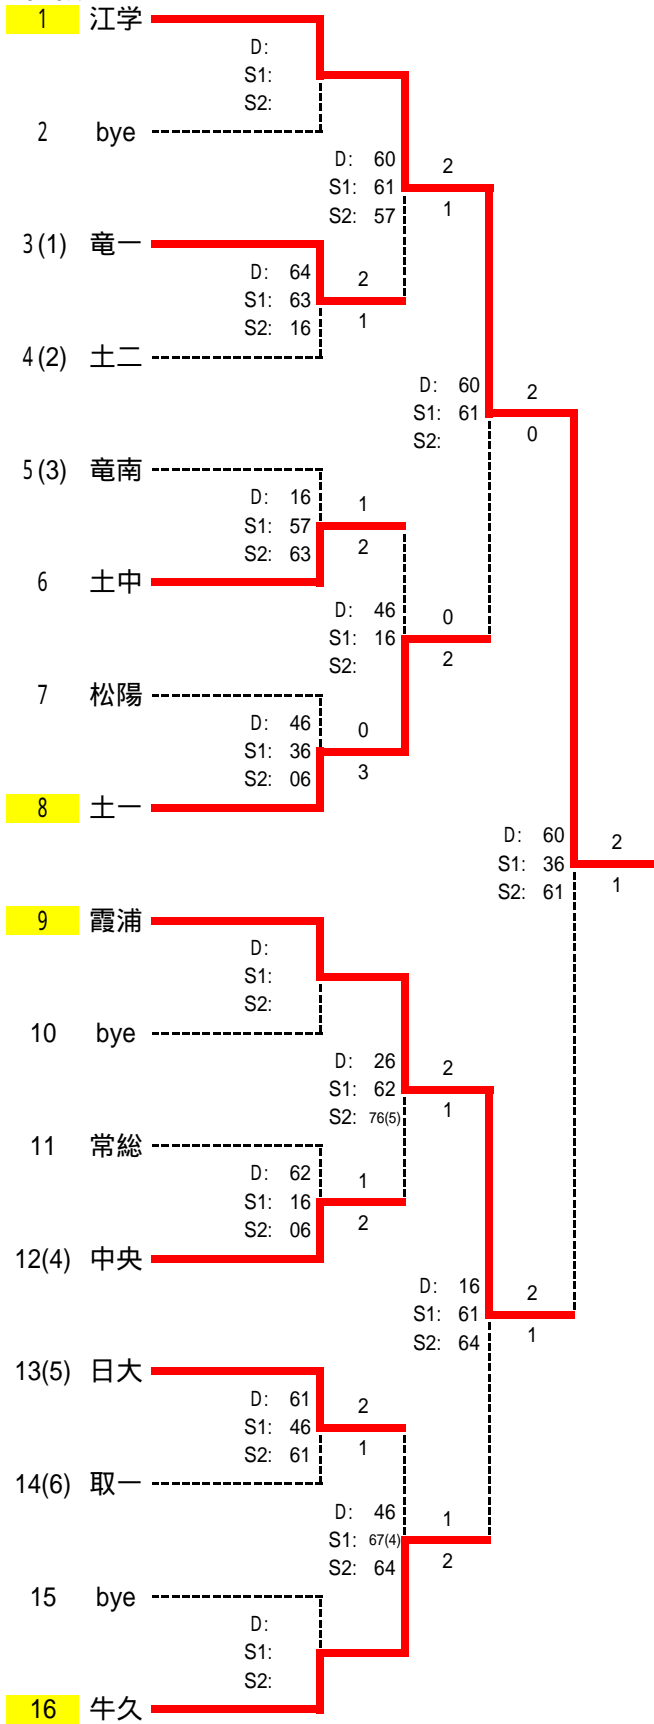 1 江学
D:
S1:
S2:
2 bye
D: 60 2
S1: 61
S2: 57 1
3(1) 竜一
D: 64 2
S1: 63
S2: 16 1
4(2) 土二
D: 60 2
S1: 61
S2: 0
5(3) 竜南
D: 16 1
S1: 57
S2: 63 2
6 土中
D: 46 0
S1: 16
S2: 2
7 松陽
D: 46 0
S1: 36
S2: 06 3
8 土一
D: 60 2
S1: 36
S2: 61 1
9 霞浦
D:
S1:
S2:
10 bye
D: 26 2
S1: 62
S2: 76(5) 1
11 常総
D: 62 1
S1: 16
S2: 06 2
12(4) 中央
D: 16 2
S1: 61
S2: 64 1
13(5) 日大
D: 61 2
S1: 46
S2: 61 1
14(6) 取一
D: 46 1
S1: 67(4)
S2: 64 2
15 bye
D:
S1:
S2:
16 牛久